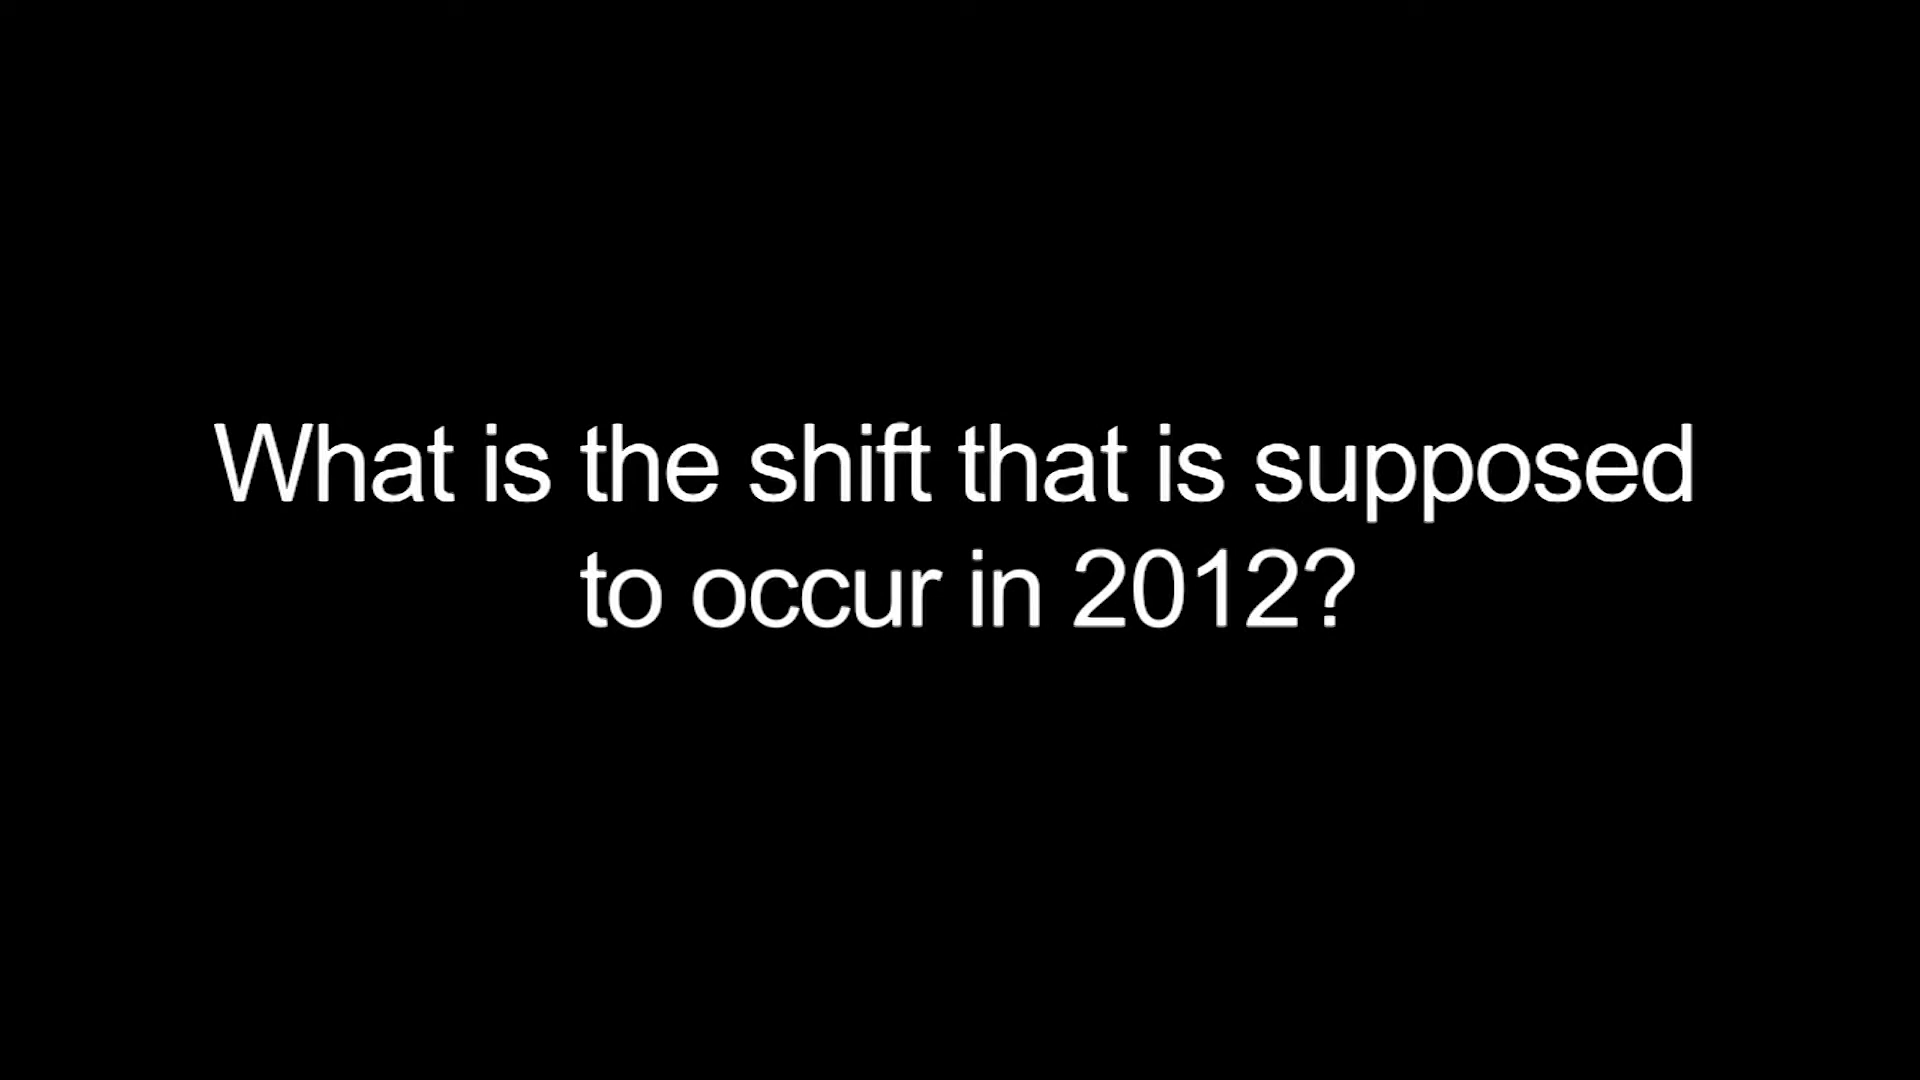 What is the shift that is supposed
to occur in 2012?